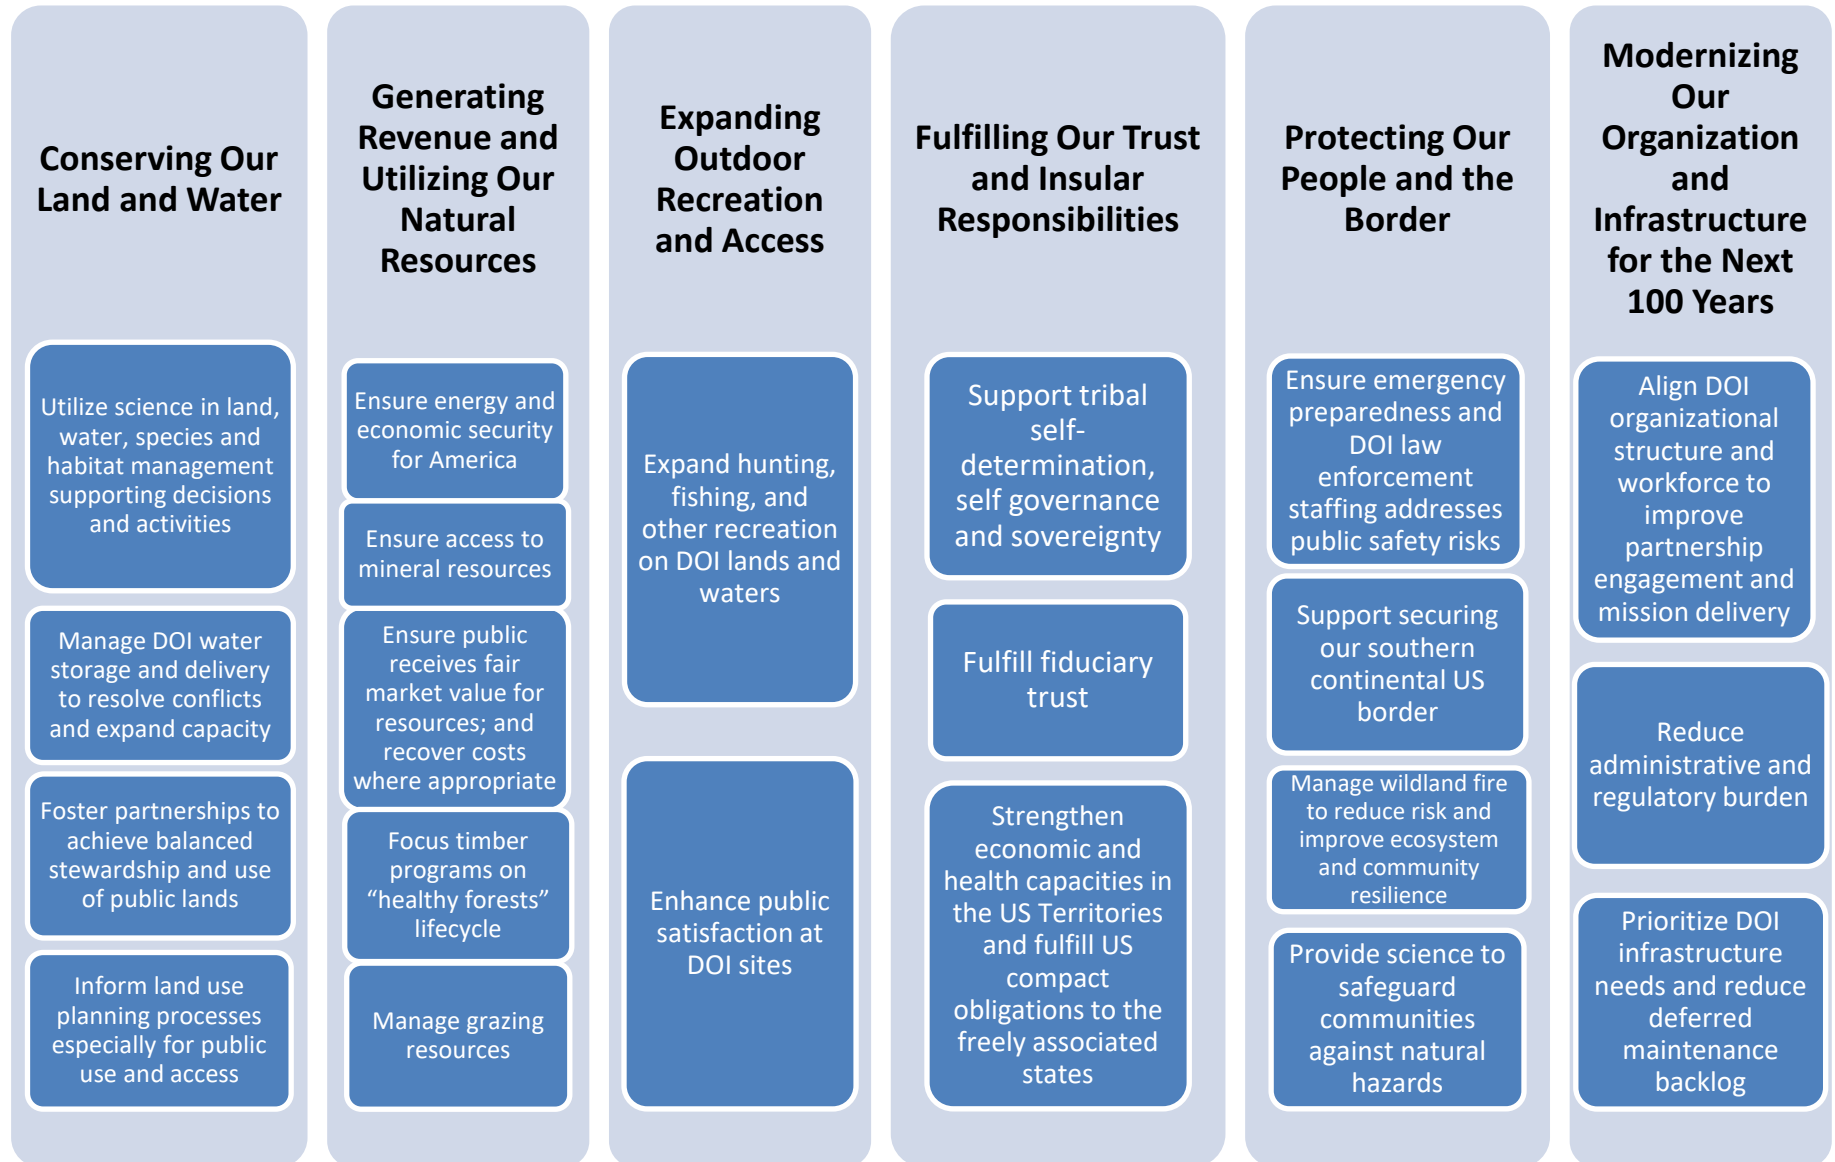 Conserving Our
Land and Water
Utilize science in land,
water, species and
habitat management
supporting decisions
and activities
Manage DOI water
storage and delivery
to resolve conflicts
and expand capacity
Foster partnerships to
achieve balanced
stewardship and use
of public lands
Inform land use
planning processes
especially for public
use and access
Generating
Revenue and
Utilizing Our
Natural
Resources
Ensure energy and
economic security
for America
Ensure access to
mineral resources
Ensure public
receives fair
market value for
resources; and
recover costs
where appropriate
Focus timber
programs on
“healthy forests”
lifecycle
Manage grazing
resources
Expanding
Outdoor
Recreation
and Access
Expand hunting,
fishing, and
other recreation
on DOI lands and
waters
Enhance public
satisfaction at
DOI sites
Fulfilling Our Trust
and Insular
Responsibilities
Support tribal
self-
determination,
self governance
and sovereignty
Fulfill fiduciary
trust
Strengthen
economic and
health capacities in
the US Territories
and fulfill US
compact
obligations to the
freely associated
states
Protecting Our
People and the
Border
Ensure emergency
preparedness and
DOI law
enforcement
staffing addresses
public safety risks
Support securing
our southern
continental US
border
Manage wildland fire
to reduce risk and
improve ecosystem
and community
resilience
Provide science to
safeguard
communities
against natural
hazards
Modernizing
Our
Organization
and
Infrastructure
for the Next
100 Years
Align DOI
organizational
structure and
workforce to
improve
partnership
engagement and
mission delivery
Reduce
administrative and
regulatory burden
Prioritize DOI
infrastructure
needs and reduce
deferred
maintenance
backlog